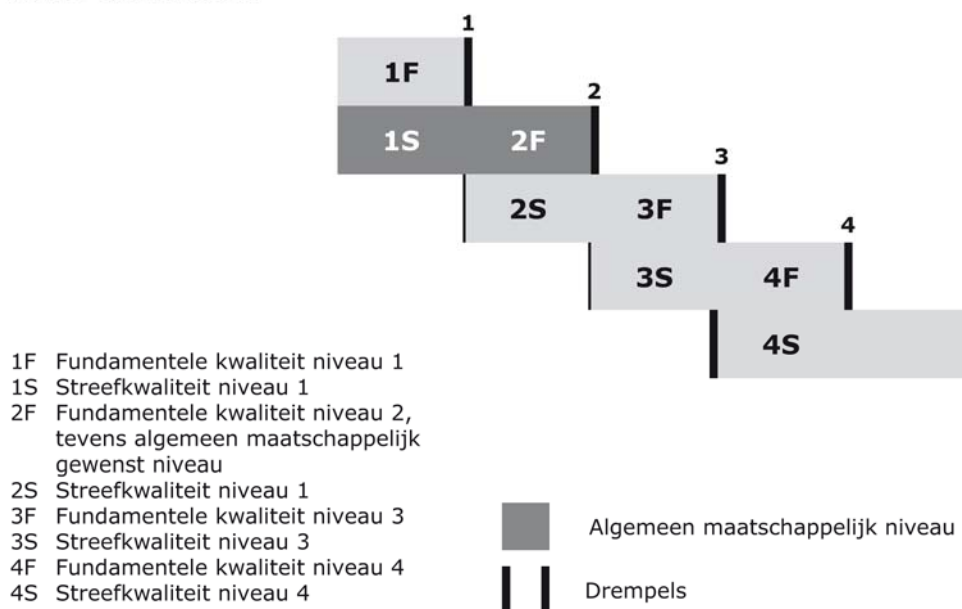 1
1F
2
1S 2F
3
2S 3F
4
3S 4F
4S
1F Fundamentele kwaliteit niveau 1
1S Streefkwaliteit niveau 1
2F Fundamentele kwaliteit niveau 2,
tevens algemeen maatschappelijk
gewenst niveau
2S Streefkwaliteit niveau 1
3F Fundamentele kwaliteit niveau 3
3S Streefkwaliteit niveau 3
4F Fundamentele kwaliteit niveau 4
4S Streefkwaliteit niveau 4
Algemeen maatschappelijk niveau
Drempels